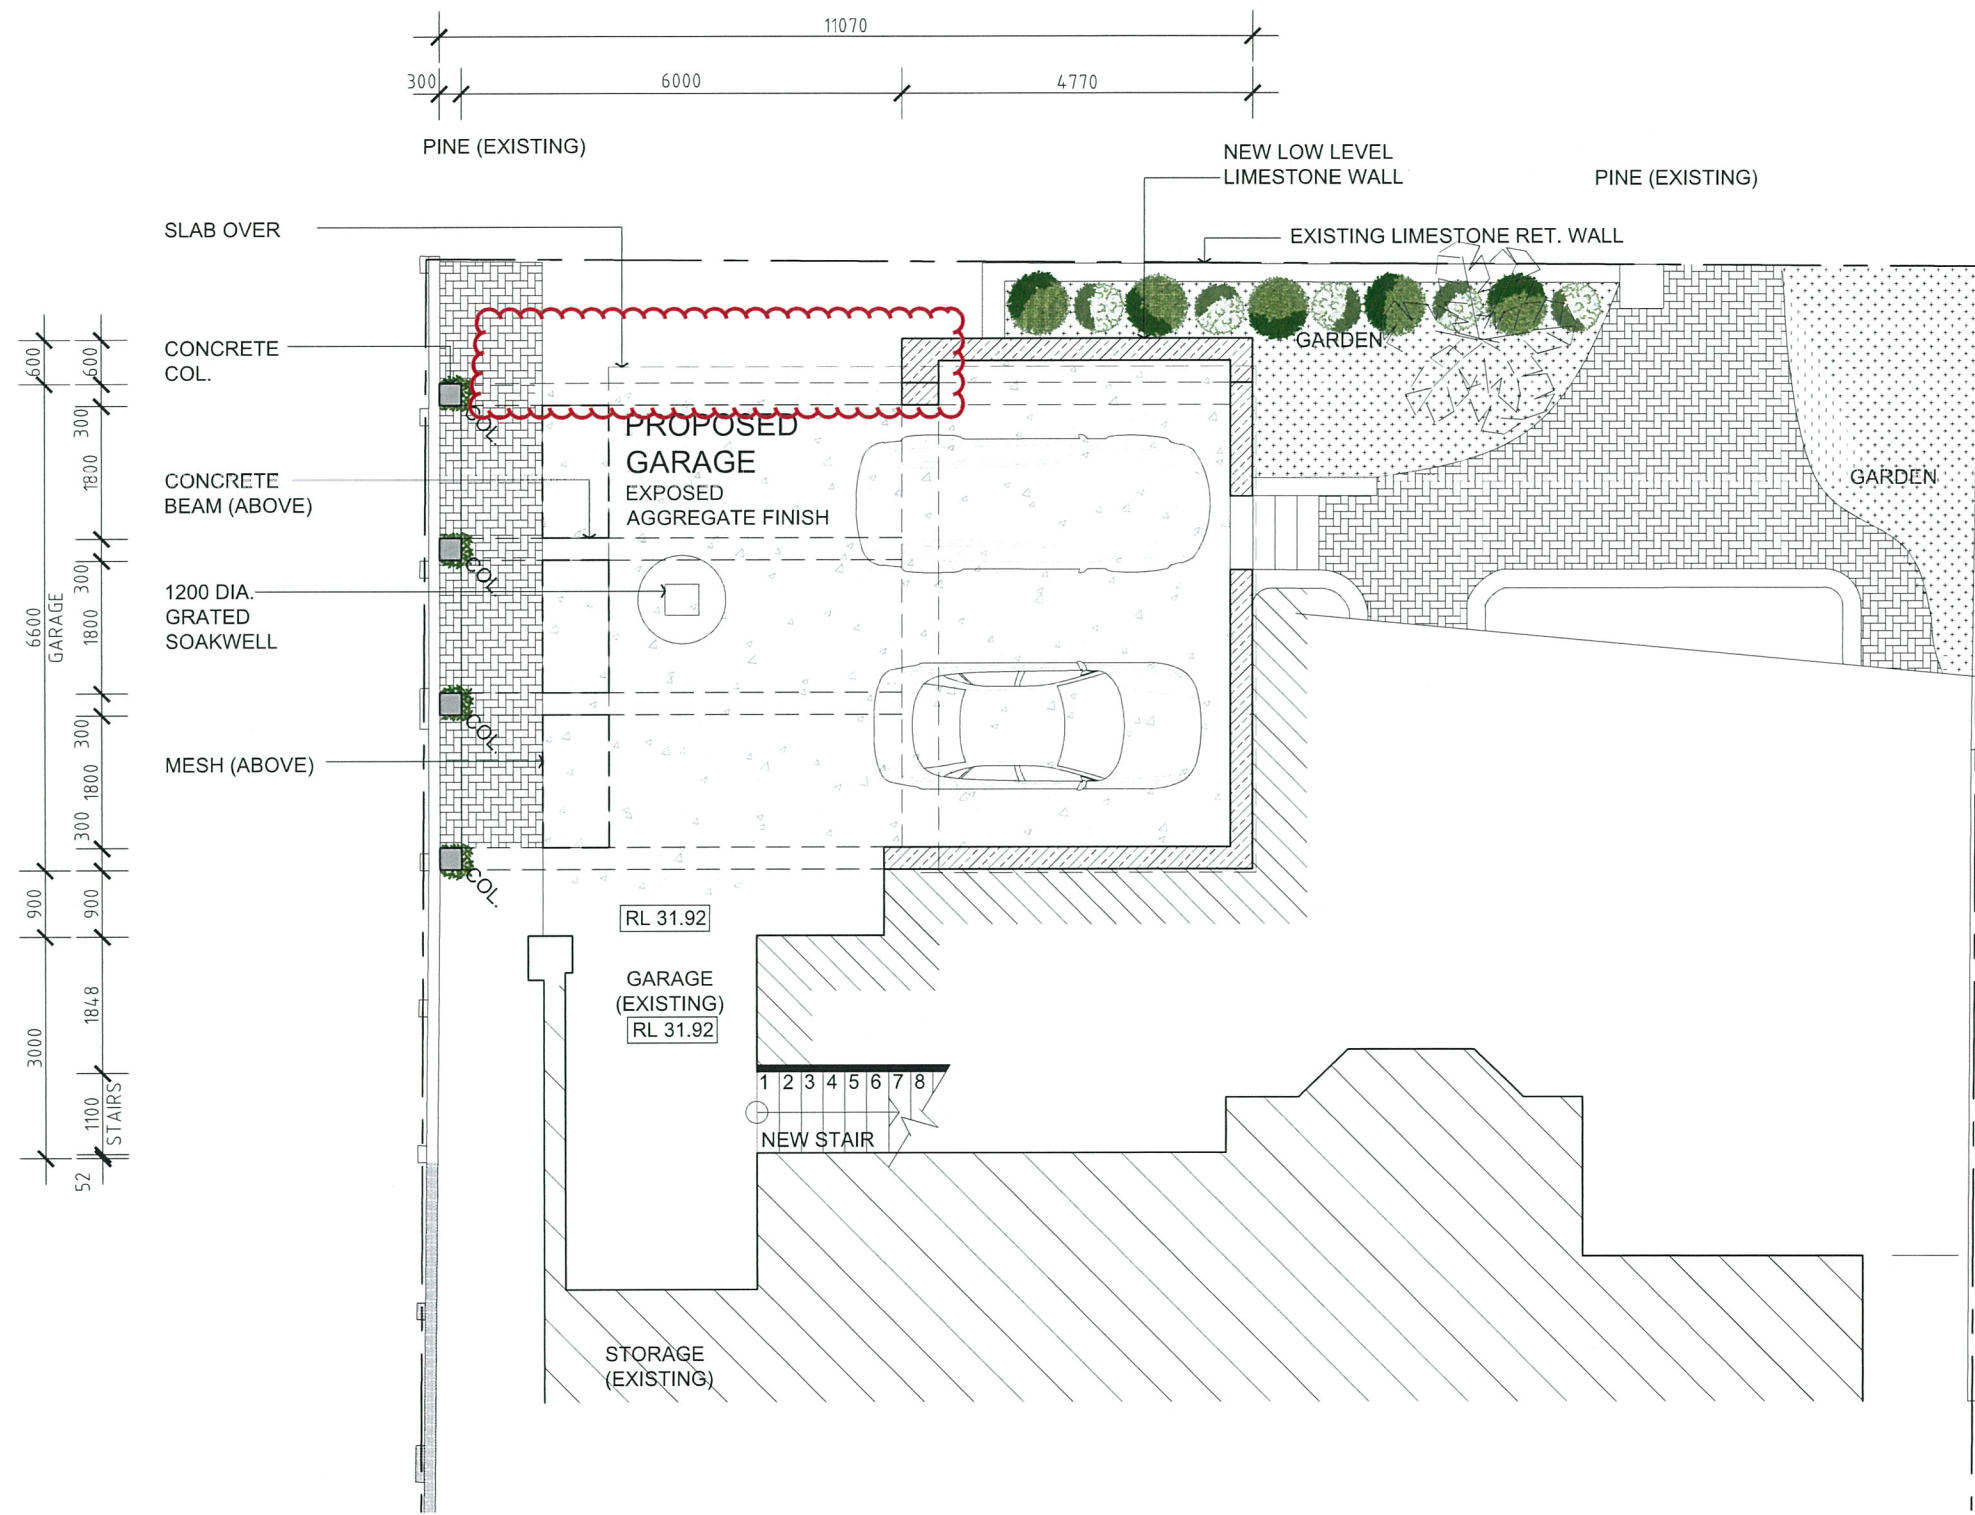 11070
300
6000
4770
PINE (EXISTING)
NEW LOW LEVEL
LIMESTONE WALL
PINE (EXISTING)
SLAB OVER
EXISTING LIMESTONE RET. WALL
GARDEN
CONCRETE
COL.
COL.
PROPOSED
GARAGE
EXPOSED
AGGREGATE FINISH
CONCRETE
BEAM (ABOVE)
GARDEN
COL.
1200 DIA.
GRATED
SOAKWELL
COL.
MESH (ABOVE)
COL.
600
6600
GARAGE
900
3000
600
300
1800
300
1800
300
1800
300
900
1848
1100
STAIRS
52
RL 31.92
GARAGE
(EXISTING)
RL 31.92
1 2 3 4 5 6 7 8
NEW STAIR
STORAGE
(EXISTING)